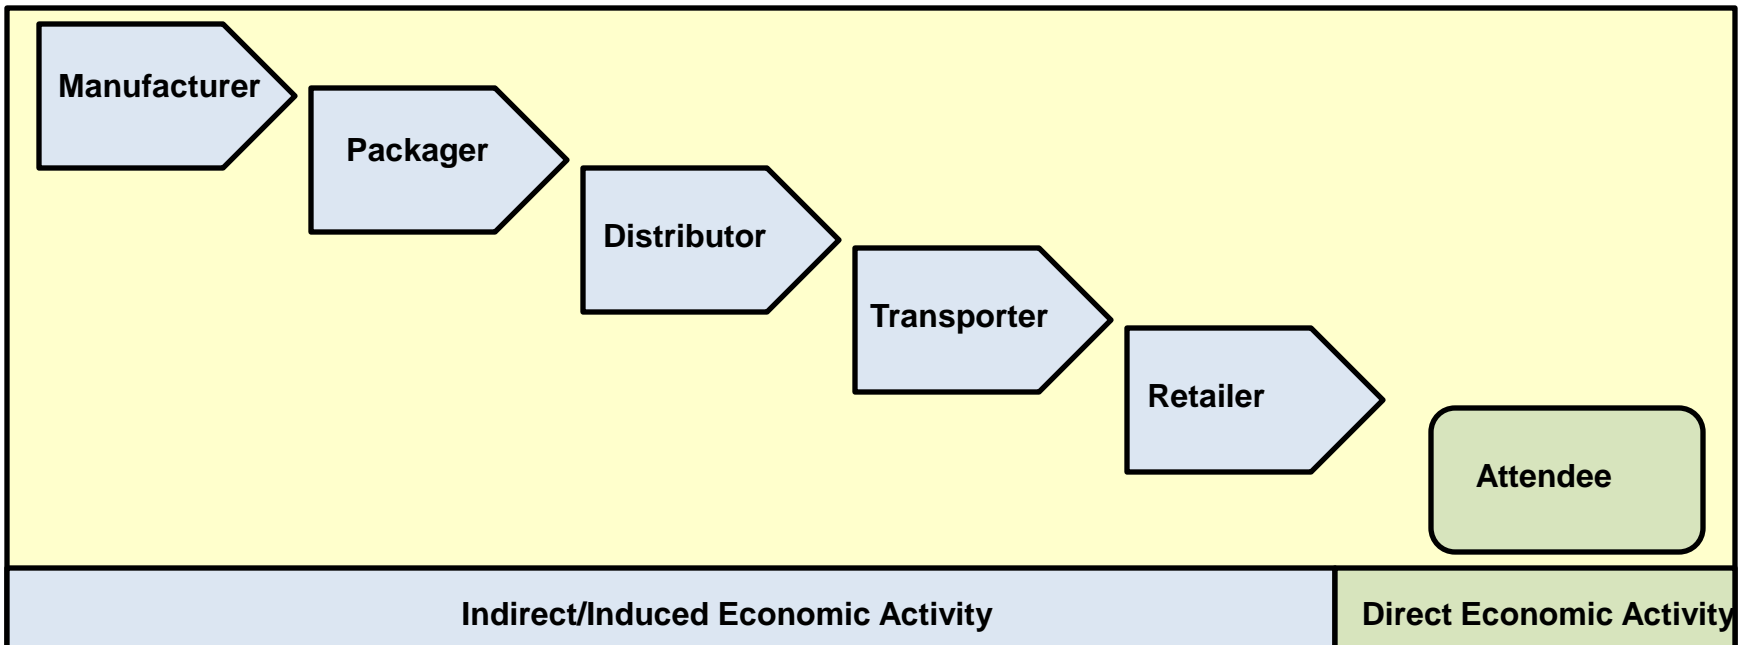 Manufacturer
Packager
Distributor
Transporter
Retailer
Attendee
Indirect/Induced Economic Activity
Direct Economic Activity